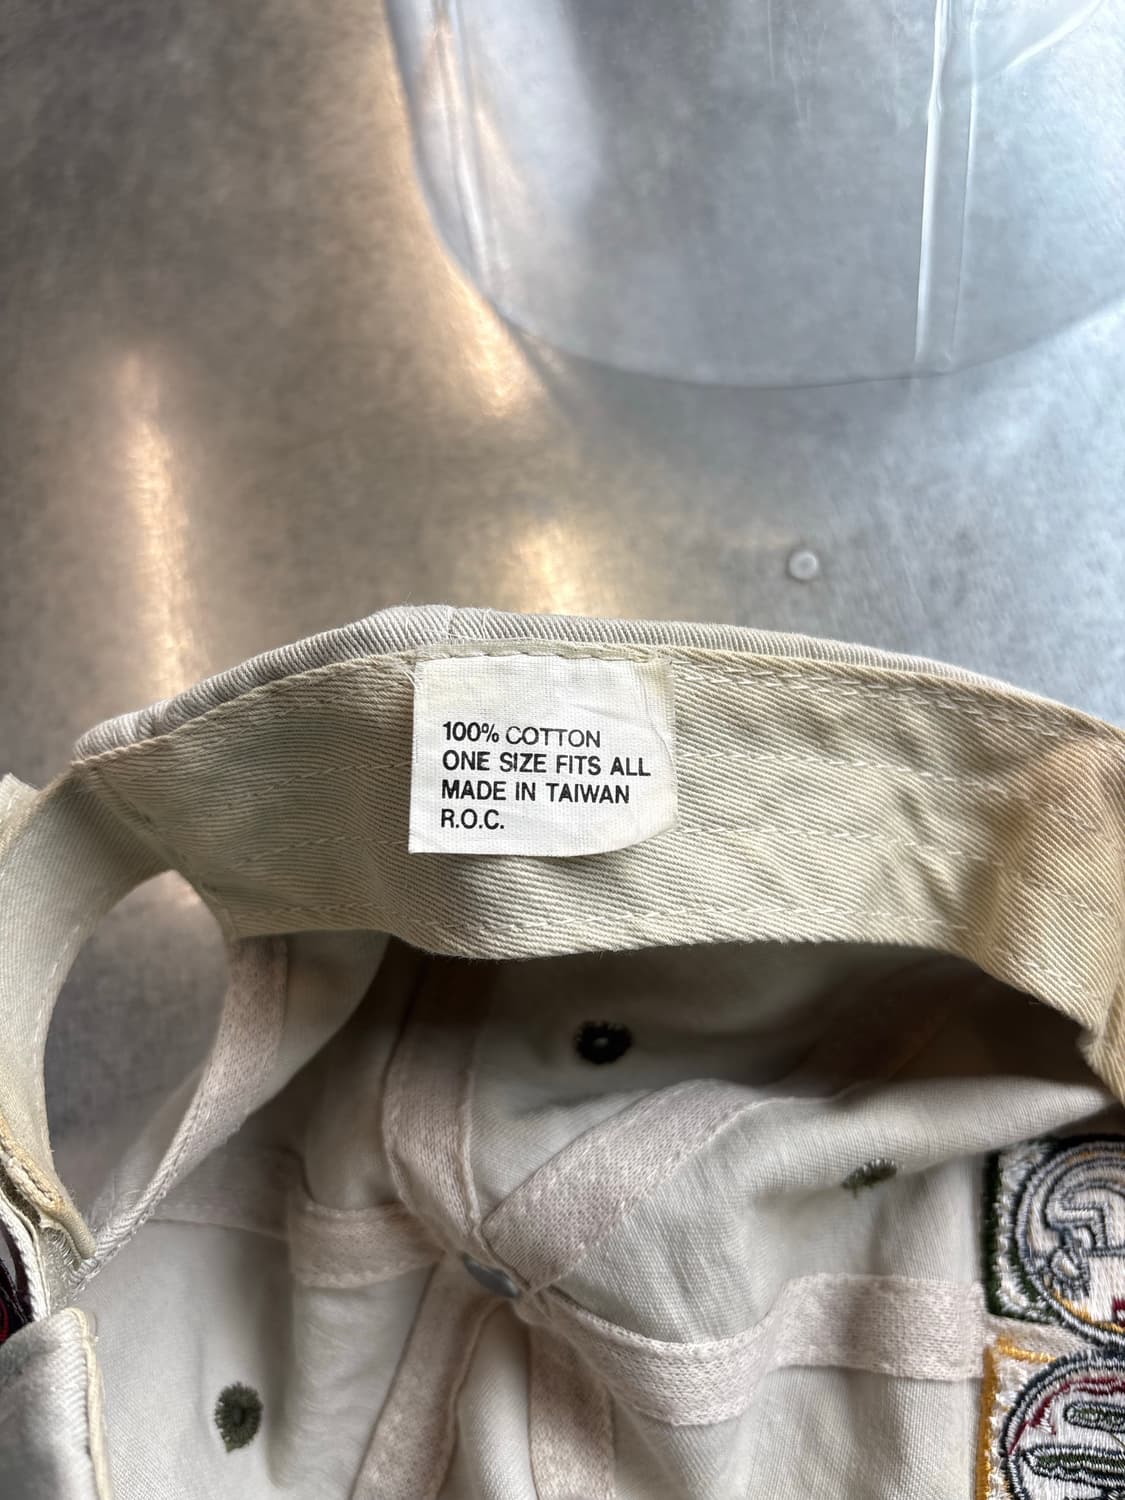 100% COTTON
ONE SIZE FITS ALL
MADE IN TAIWAN
R.O.C.